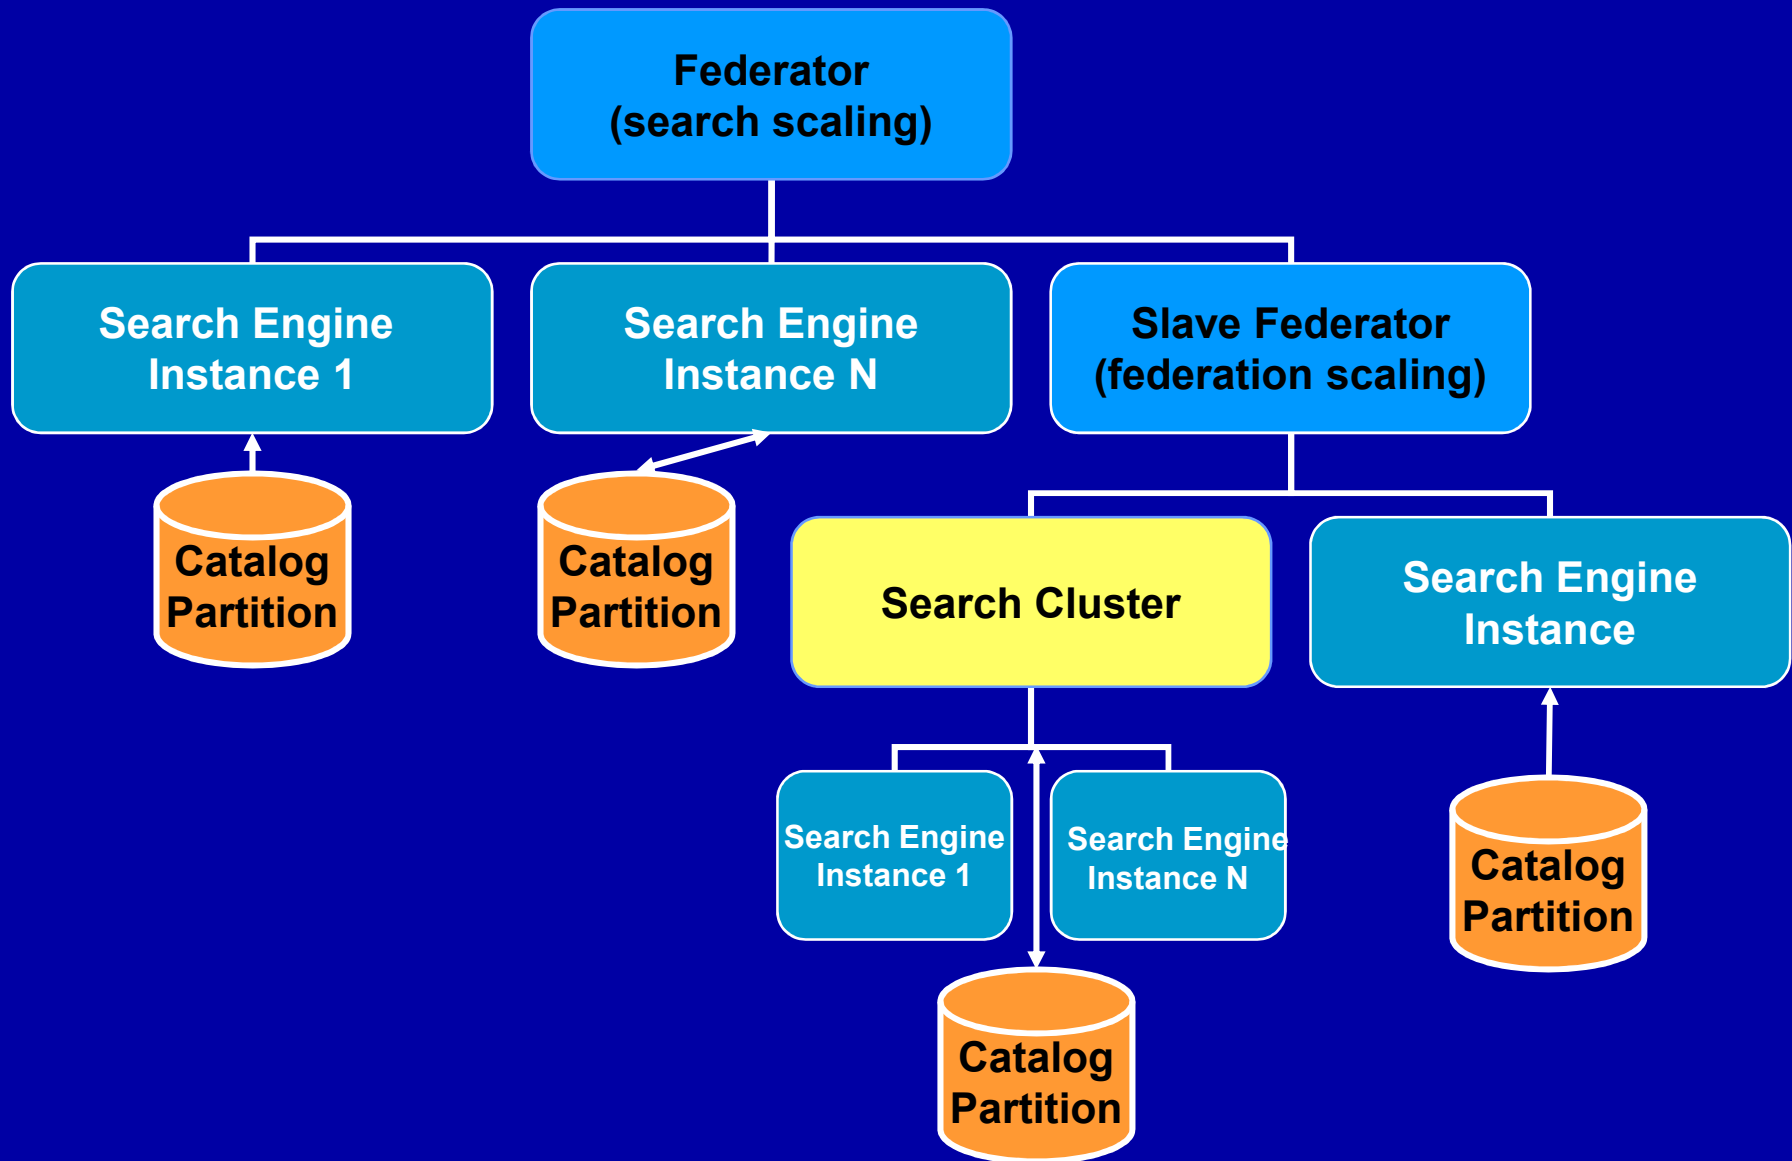 Federator
(search scaling)
Search Engine
Instance 1
Search Engine
Instance N
Slave Federator
(federation scaling)
Catalog
Partition
Catalog
Partition
Search Cluster
Search Engine
Instance
Search Engine
Instance 1
Search Engine
Instance N
Catalog
Partition
Catalog
Partition